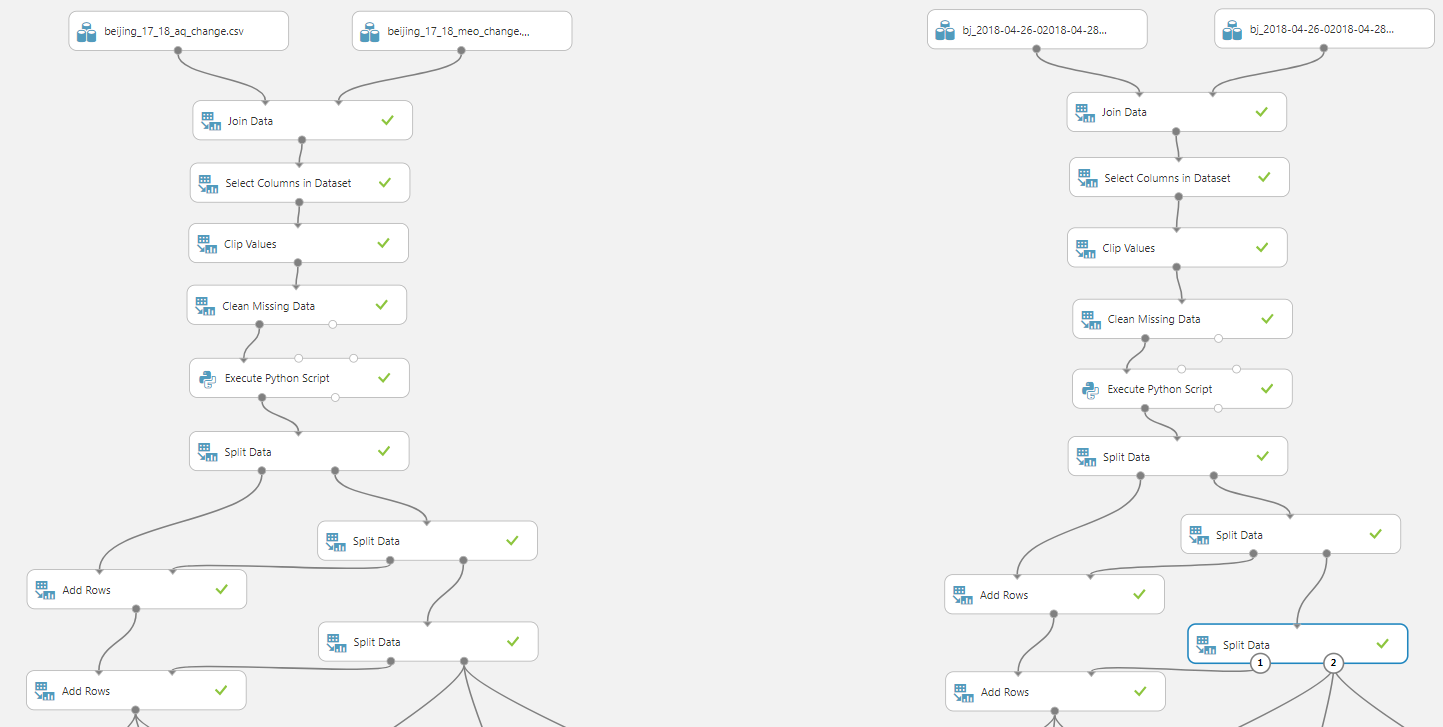 beijing_17_18_aq_change.csv
beijing_17_18_meo_change....
Join Data
Select Columns in Dataset
Clip Values
Clean Missing Data
Execute Python Script
Split Data
Split Data
Add Rows
Split Data
Add Rows
bj_2018-04-26-02018-04-28...
bj_2018-04-26-02018-04-28...
Join Data
Select Columns in Dataset
Clip Values
Clean Missing Data
Execute Python Script
Split Data
Split Data
Add Rows
Split Data
1
2
Add Rows